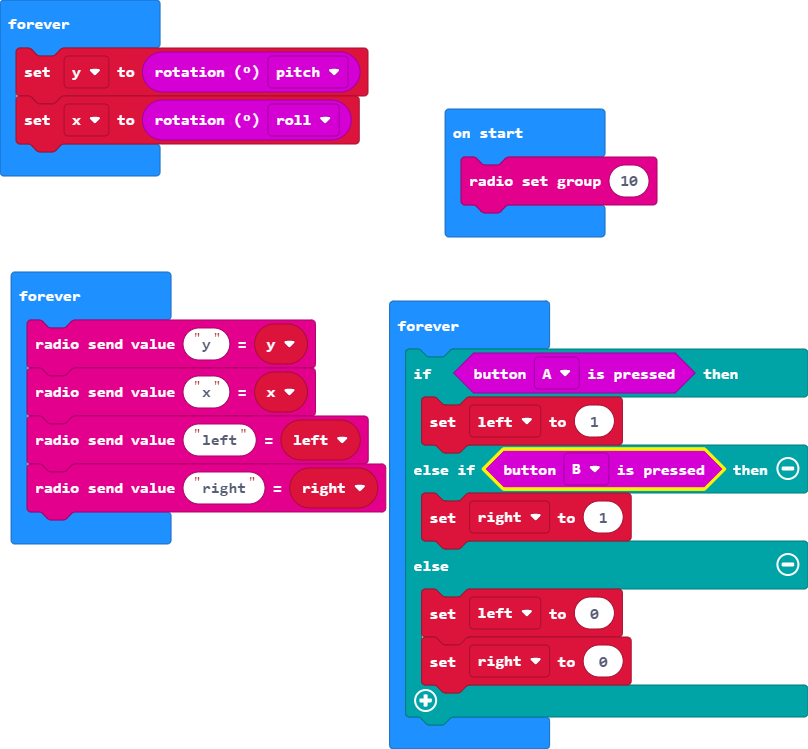 forever
set y to rotation (º) pitch
set x to rotation (º) roll
on start
radio set group 10
forever
radio send value "y" = y
radio send value "x" = x
radio send value "left" = left
radio send value "right" = right
forever
if button A is pressed then
set left to 1
else if button B is pressed then
set right to 1
else
set left to 0
set right to 0